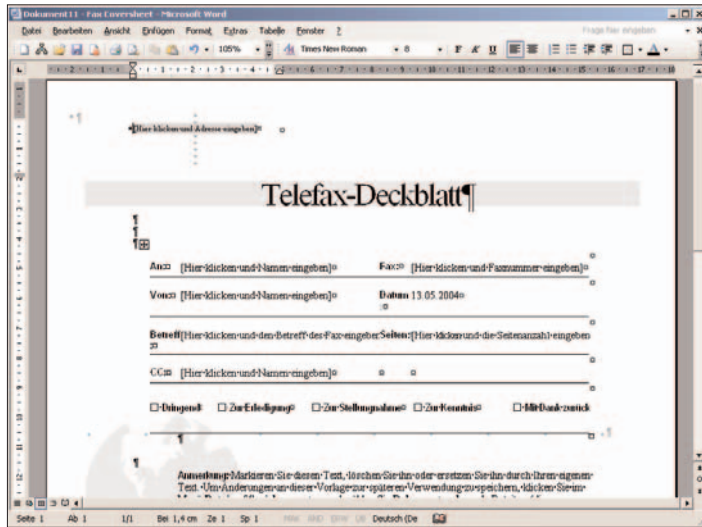 Dokument11 - Fax Coversheet - Microsoft Word
Datei Bearbeiten Ansicht Einfügen Format Extras Tabelle Fenster ? Frage hier eingeben
105% Times New Roman 8 F K U
[Hier·klicken·und·Adresse·eingeben]¤
Telefax-Deckblatt¶
¶
¶
¶
An:¤ [Hier·klicken·und·Namen·eingeben]¤ Fax:¤ [Hier·klicken·und·Faxnummer·eingeben]¤
Von:¤ [Hier·klicken·und·Namen·eingeben]¤ Datum 13.05.2004¤
:¤
Betreff[Hier·klicken·und·den·Betreff·des·Fax·eingeber Seiten:[Hier·klicken·und·die·Seitenanzahl·eingeben
:¤
CC:¤ [Hier·klicken·und·Namen·eingeben]¤ ¤ ¤
□·Dringend¤ □·Zur·Erledigung¤ □·Zur·Stellungnahme¤ □·Zur·Kenntnis¤ □·Mit·Dank·zurück
¶
¶
Anmerkung:·Markieren·Sie·diesen·Text,·löschen·Sie·ihn·oder·ersetzen·Sie·ihn·durch·Ihren·eigenen·
Text.·Um·Änderungen·an·dieser·Vorlage·zur·späteren·Verwendung·zu·speichern,·klicken·Sie·im·
Seite 1 Ab 1 1/1 Bei 1,4 cm Ze 1 Sp 1 Deutsch (De